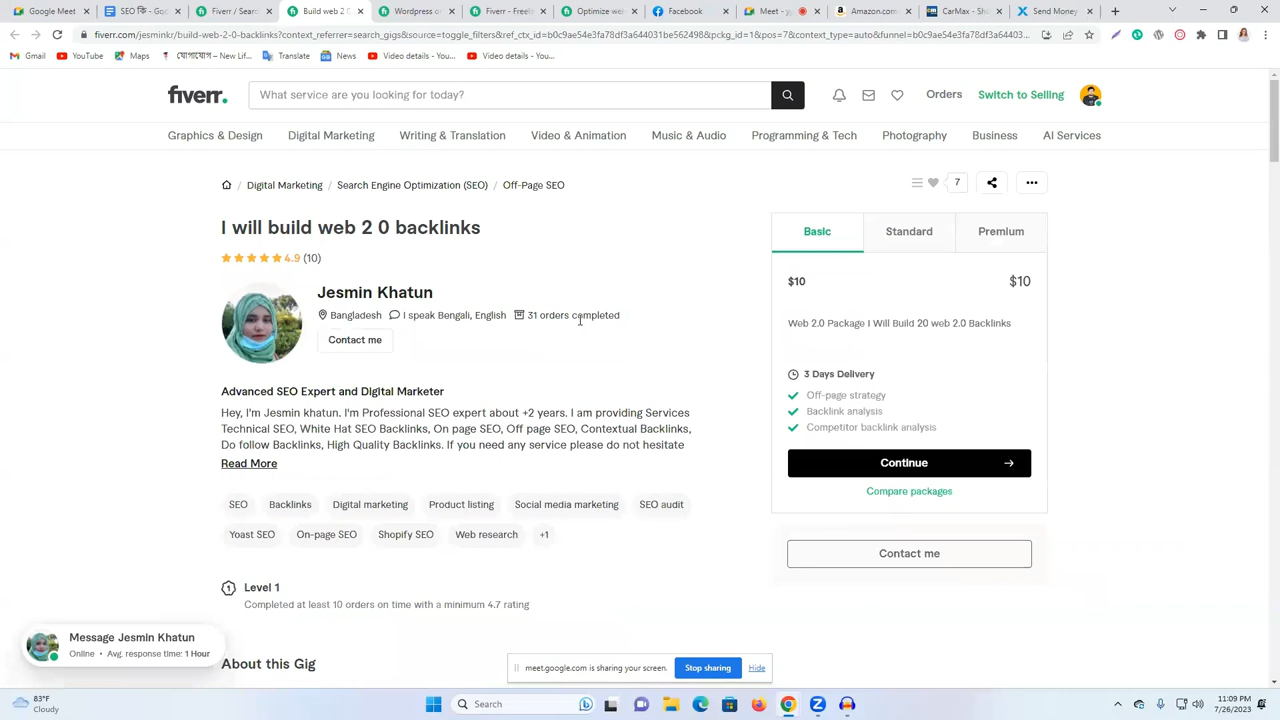 Google Meet
SEO
Fiverr /
Build web 2 0
Wordpress o
Fiverr - Freel
Optimize we
Facebook
Meet - y
Amazon.co
CarMax - S
Send Money
fiverr.com/jesminkr/build-web-2-0-backlinks?context_referrer=search_gigs&source=toggle_filters&ref_ctx_id=b0c9ae54e3fa78df3a644031be562498&pckg_id=1&pos=7&context_type=auto&funnel=b0c9ae54e3fa78df3a64403...
Gmail YouTube Maps যোগাযোগ — New Li... Translate News Video details - You... Video details - You...
fiverr. What service are you looking for today? Orders Switch to Selling
Graphics & Design Digital Marketing Writing & Translation Video & Animation Music & Audio Programming & Tech Photography Business AI Services
/ Digital Marketing / Search Engine Optimization (SEO) / Off-Page SEO
7
I will build web 2 0 backlinks
4.9 (10)
Jesmin Khatun
Bangladesh I speak Bengali, English 31 orders completed
Contact me
Advanced SEO Expert and Digital Marketer
Hey, I'm Jesmin khatun. I'm Professional SEO expert about +2 years. I am providing Services
Technical SEO, White Hat SEO Backlinks, On page SEO, Off page SEO, Contextual Backlinks,
Do follow Backlinks, High Quality Backlinks. If you need any service please do not hesitate
Read More
SEO Backlinks Digital marketing Product listing Social media marketing SEO audit
Yoast SEO On-page SEO Shopify SEO Web research +1
Level 1
Completed at least 10 orders on time with a minimum 4.7 rating
About this Gig
Basic Standard Premium
$10 $10
Web 2.0 Package I Will Build 20 web 2.0 Backlinks
3 Days Delivery
Off-page strategy
Backlink analysis
Competitor backlink analysis
Continue
Compare packages
Contact me
Message Jesmin Khatun
Online • Avg. response time: 1 Hour
meet.google.com is sharing your screen. Stop sharing Hide
83°F
Cloudy
Search
11:09 PM
7/26/2023